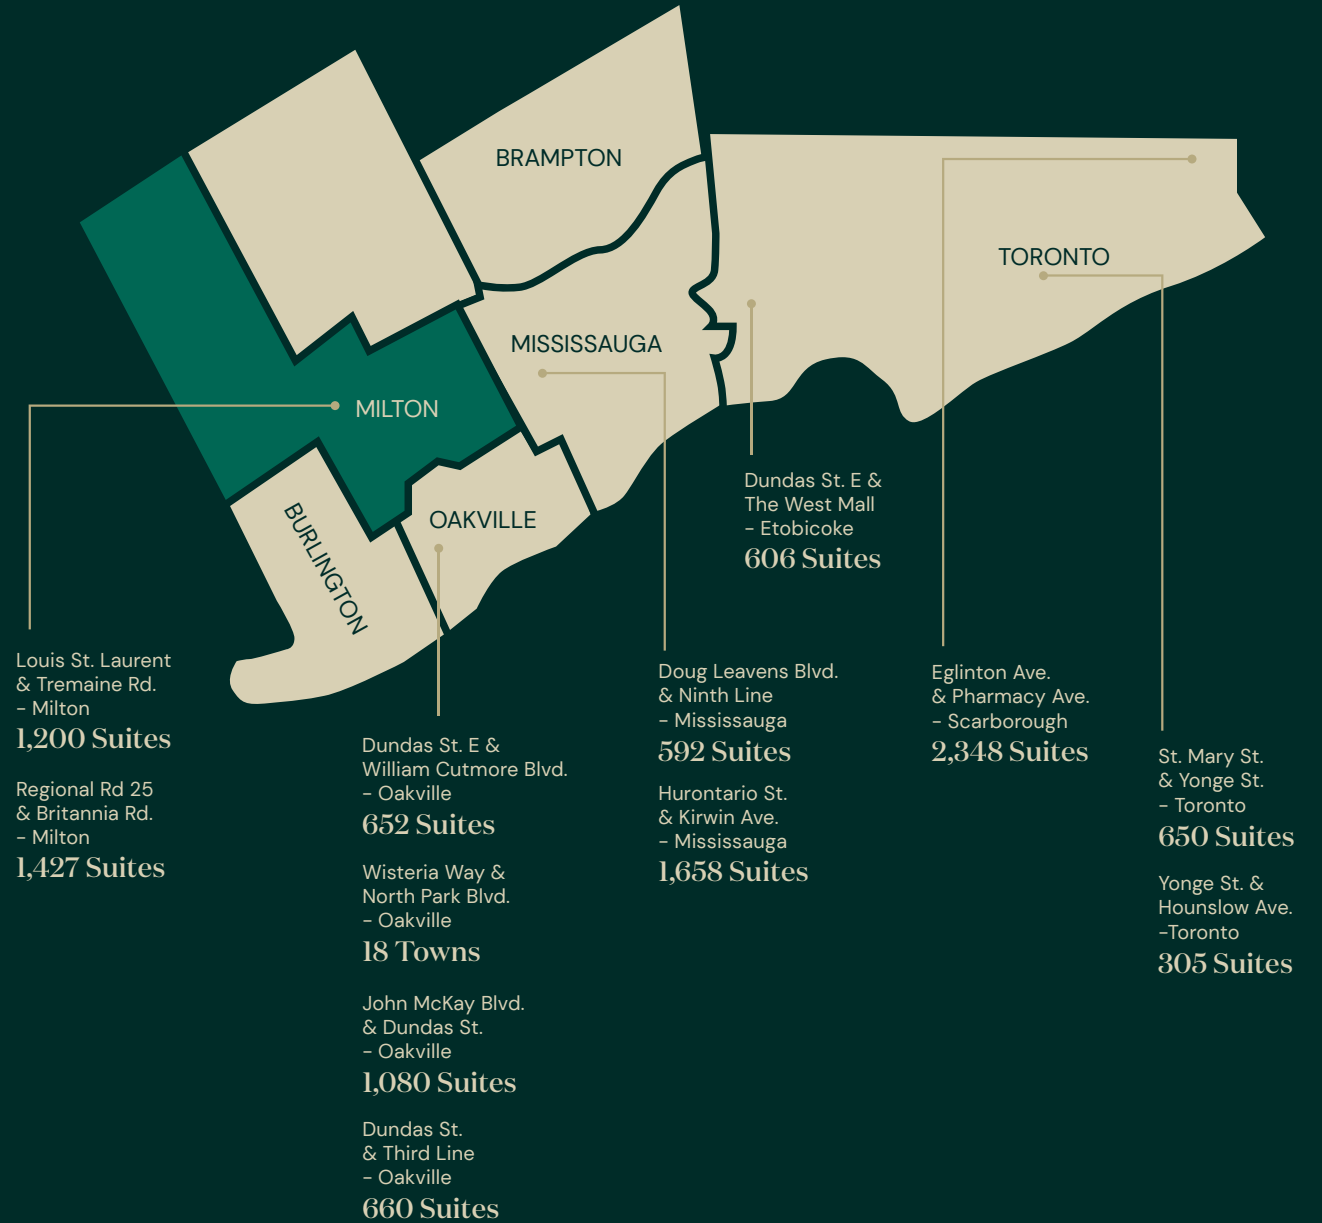 BRAMPTON
TORONTO
MISSISSAUGA
MILTON
OAKVILLE
BURLINGTON
Louis St. Laurent
& Tremaine Rd.
– Milton
1,200 Suites
Regional Rd 25
& Britannia Rd.
– Milton
1,427 Suites
Dundas St. E &
William Cutmore Blvd.
– Oakville
652 Suites
Wisteria Way &
North Park Blvd.
– Oakville
18 Towns
John McKay Blvd.
& Dundas St.
– Oakville
1,080 Suites
Dundas St.
& Third Line
– Oakville
660 Suites
Doug Leavens Blvd.
& Ninth Line
– Mississauga
592 Suites
Hurontario St.
& Kirwin Ave.
– Mississauga
1,658 Suites
Dundas St. E &
The West Mall
– Etobicoke
606 Suites
Eglinton Ave.
& Pharmacy Ave.
– Scarborough
2,348 Suites
St. Mary St.
& Yonge St.
– Toronto
650 Suites
Yonge St. &
Hounslow Ave.
–Toronto
305 Suites